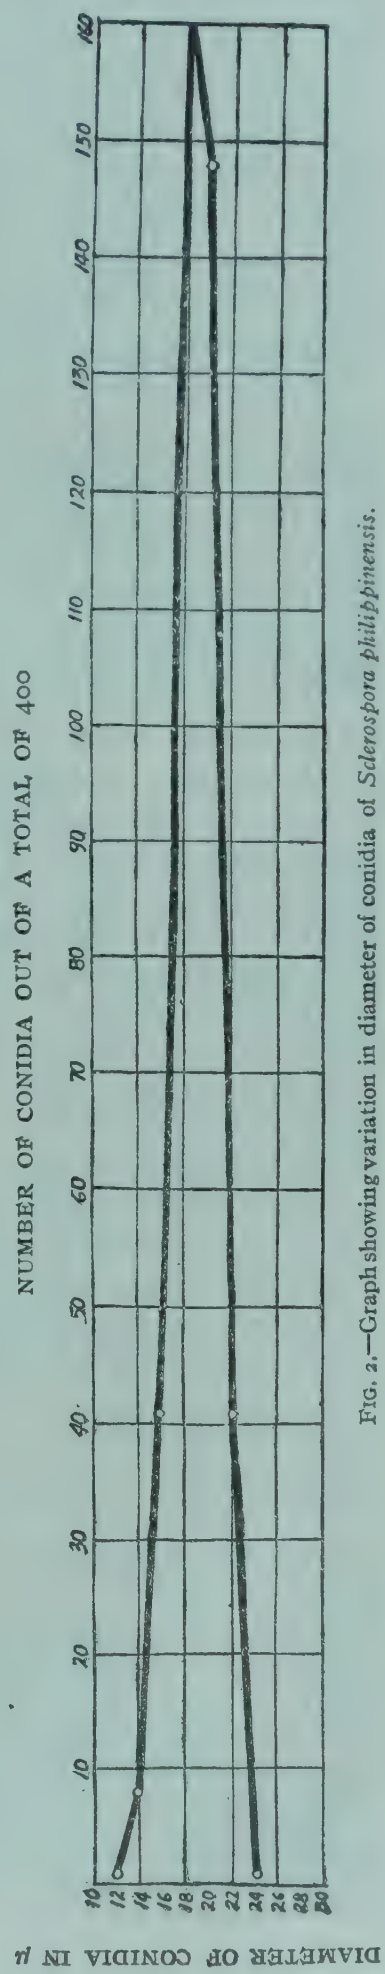 NUMBER OF CONIDIA OUT OF A TOTAL OF 400
10 20 30 40 50 60 70 80 90 100 110 120 130 140 150 160
10
12
14
16
18
20
22
24
26
28
30
DIAMETER OF CONIDIA IN μ
FIG. 2.—Graph showing variation in diameter of conidia of Sclerospora philippinensis.